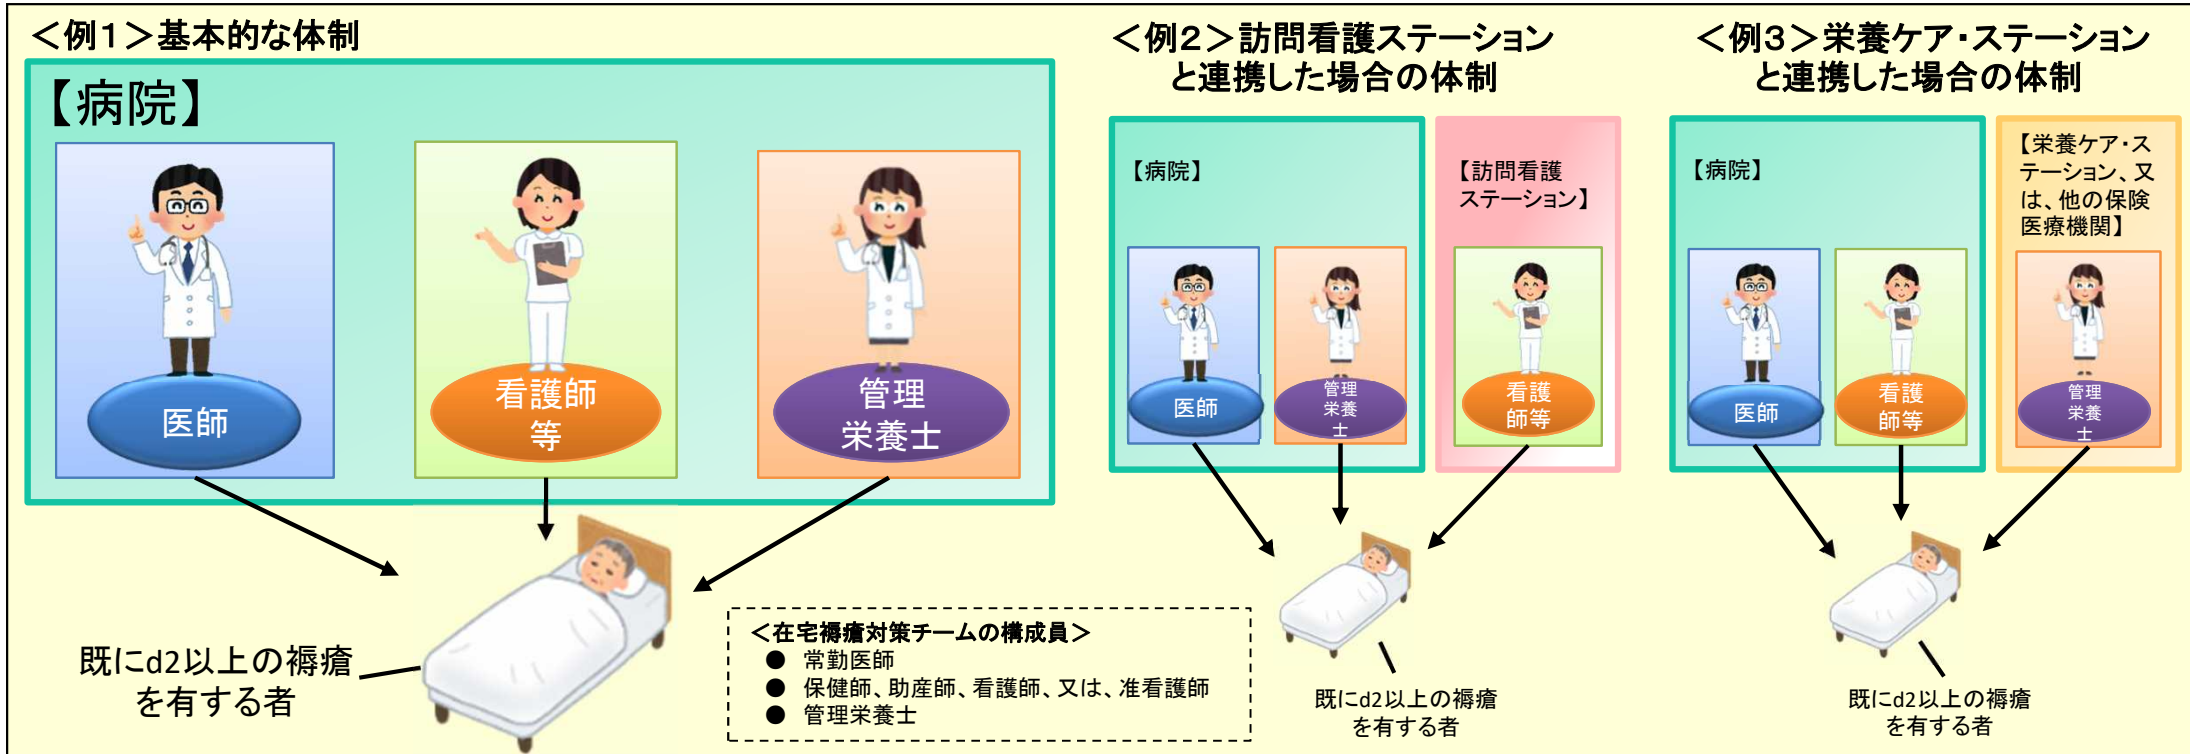 ＜例１＞基本的な体制
【病院】
医師
看護師
等
管理
栄養士
既にd2以上の褥瘡
を有する者
＜在宅褥瘡対策チームの構成員＞
● 常勤医師
● 保健師、助産師、看護師、又は、准看護師
● 管理栄養士
＜例２＞訪問看護ステーション
と連携した場合の体制
【病院】
【訪問看護
ステーション】
医師
管理
栄養
士
看護
師等
既にd2以上の褥瘡
を有する者
＜例３＞栄養ケア・ステーション
と連携した場合の体制
【病院】
【栄養ケア・ス
テーション、又
は、他の保険
医療機関】
医師
看護
師等
管理
栄養
士
既にd2以上の褥瘡
を有する者